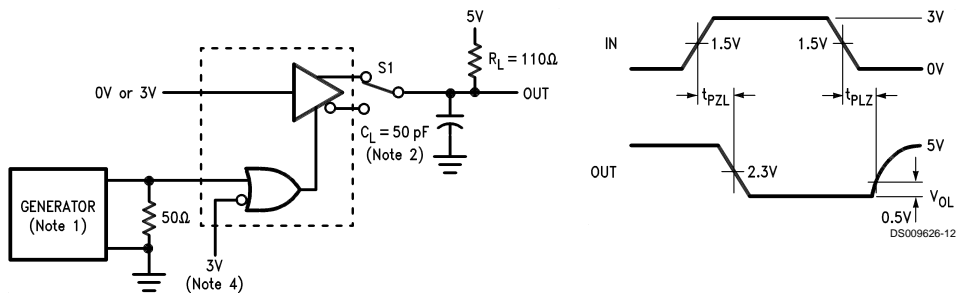 5V
R_L = 110Ω
S1
0V or 3V
OUT
C_L = 50 pF
(Note 2)
GENERATOR
(Note 1)
50Ω
3V
(Note 4)
IN
1.5V
1.5V
3V
0V
t_PZL
t_PLZ
OUT
2.3V
5V
V_OL
0.5V
DS009626-12